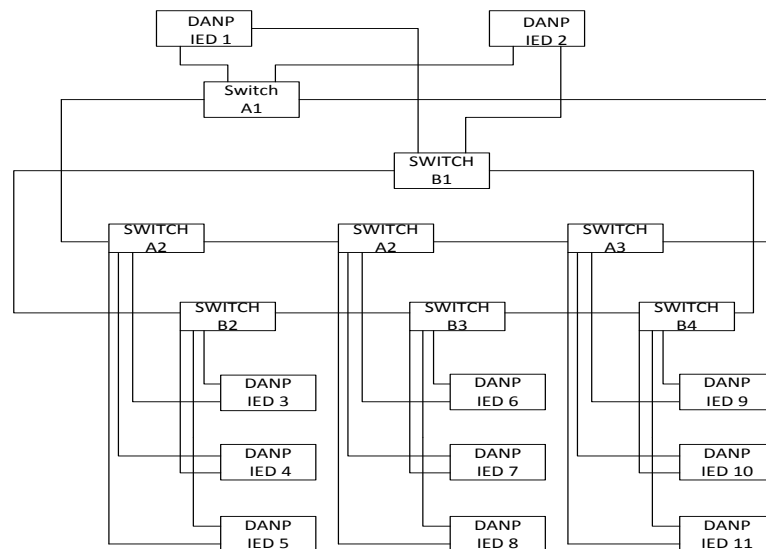 DANP
IED 1
DANP
IED 2
Switch
A1
SWITCH
B1
SWITCH
A2
SWITCH
A2
SWITCH
A3
SWITCH
B2
SWITCH
B3
SWITCH
B4
DANP
IED 3
DANP
IED 6
DANP
IED 9
DANP
IED 4
DANP
IED 7
DANP
IED 10
DANP
IED 5
DANP
IED 8
DANP
IED 11